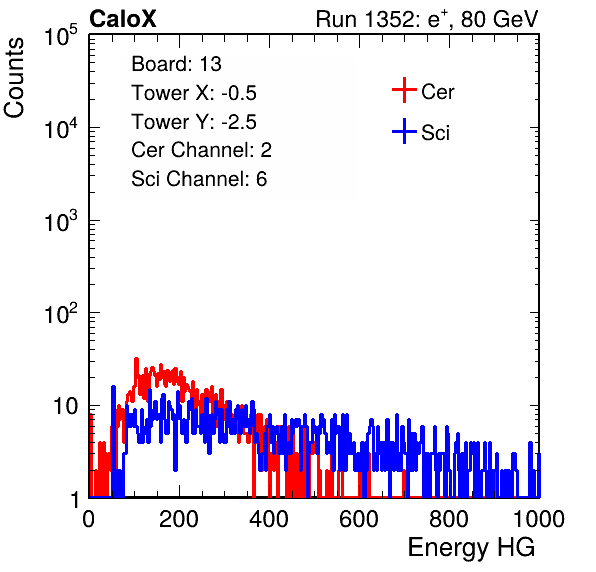 CaloX Run 1352: e⁺, 80 GeV
Counts
10⁵
10⁴
10³
10²
10
1
Board: 13
Tower X: -0.5
Tower Y: -2.5
Cer Channel: 2
Sci Channel: 6
Cer
Sci
0 200 400 600 800 1000
Energy HG